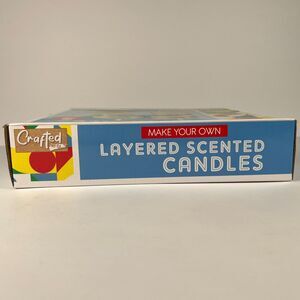 Crafted
MAKE YOUR OWN
LAYERED SCENTED
CANDLES